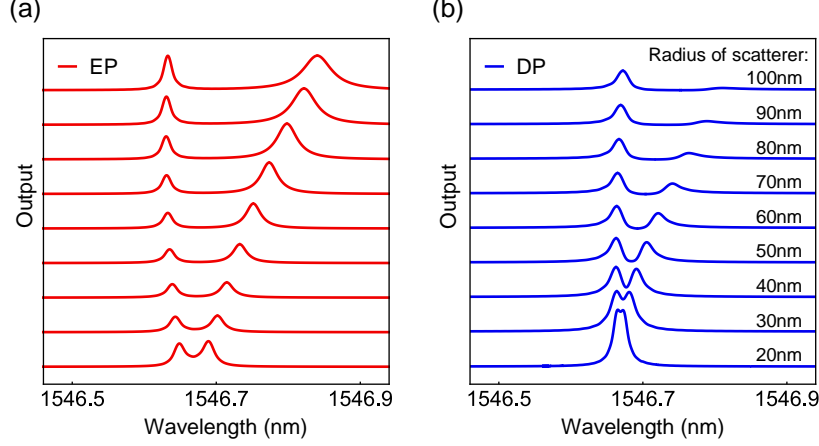 (a)
EP
Output
1546.5 1546.7 1546.9
Wavelength (nm)
(b)
DP
Radius of scatterer:
100nm
90nm
80nm
70nm
60nm
50nm
40nm
30nm
20nm
Output
1546.5 1546.7 1546.9
Wavelength (nm)